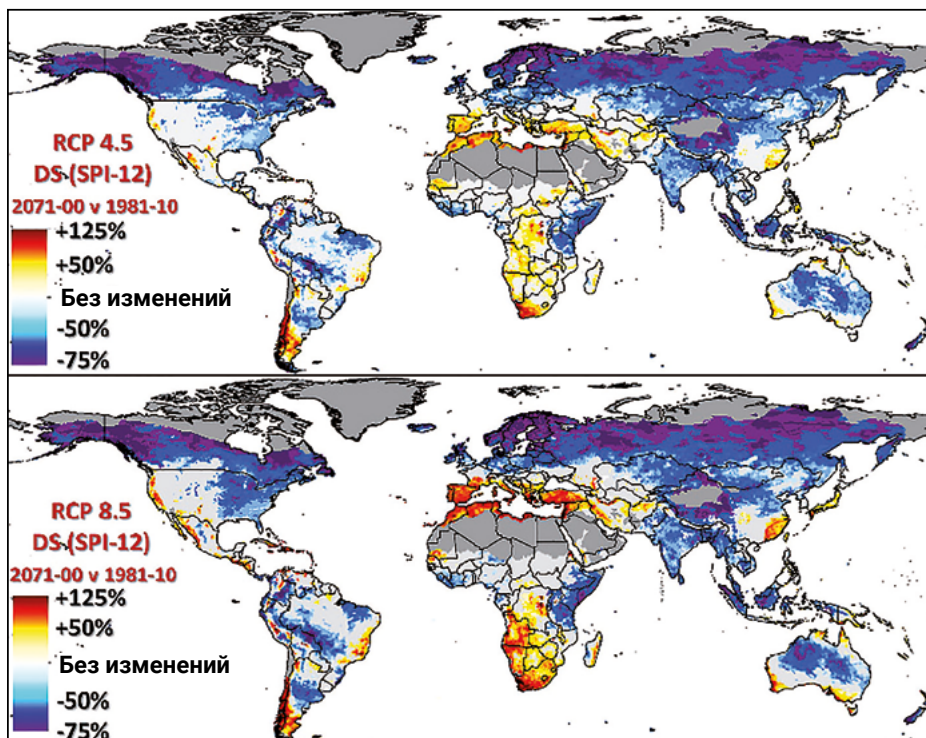 RCP 4.5
DS (SPI-12)
2071-00 v 1981-10
+125%
+50%
Без изменений
-50%
-75%
RCP 8.5
DS (SPI-12)
2071-00 v 1981-10
+125%
+50%
Без изменений
-50%
-75%